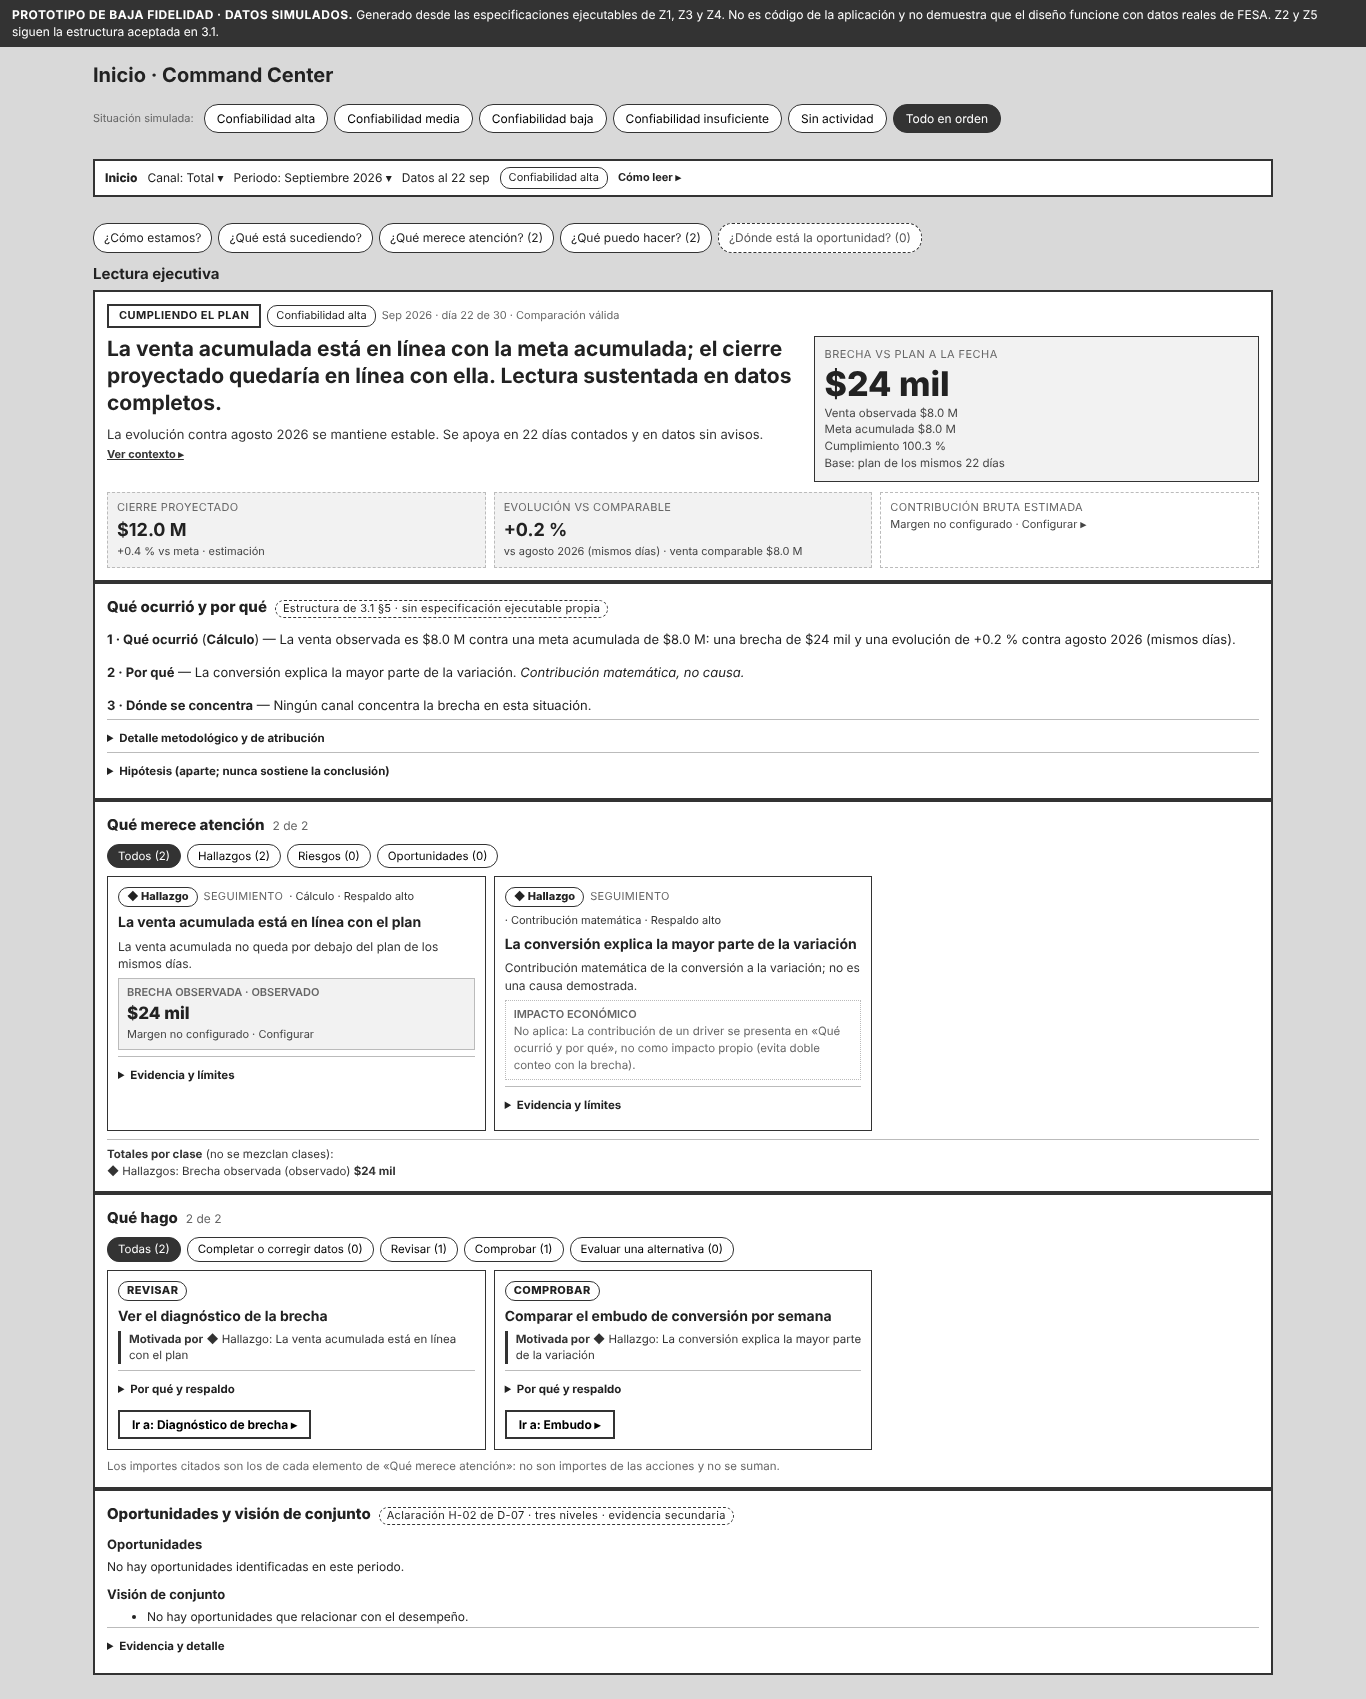 PROTOTIPO DE BAJA FIDELIDAD · DATOS SIMULADOS. Generado desde las especificaciones ejecutables de Z1, Z3 y Z4. No es código de la aplicación y no demuestra que el diseño funcione con datos reales de FESA. Z2 y Z5
siguen la estructura aceptada en 3.1.
Inicio · Command Center
Situación simulada: Confiabilidad alta Confiabilidad media Confiabilidad baja Confiabilidad insuficiente Sin actividad Todo en orden
Inicio Canal: Total ▾ Periodo: Septiembre 2026 ▾ Datos al 22 sep Confiabilidad alta Cómo leer ▸
¿Cómo estamos? ¿Qué está sucediendo? ¿Qué merece atención? (2) ¿Qué puedo hacer? (2) ¿Dónde está la oportunidad? (0)
Lectura ejecutiva
CUMPLIENDO EL PLAN Confiabilidad alta Sep 2026 · día 22 de 30 · Comparación válida
La venta acumulada está en línea con la meta acumulada; el cierre
proyectado quedaría en línea con ella. Lectura sustentada en datos
completos.
La evolución contra agosto 2026 se mantiene estable. Se apoya en 22 días contados y en datos sin avisos.
Ver contexto ▸
BRECHA VS PLAN A LA FECHA
$24 mil
Venta observada $8.0 M
Meta acumulada $8.0 M
Cumplimiento 100.3 %
Base: plan de los mismos 22 días
CIERRE PROYECTADO
$12.0 M
+0.4 % vs meta · estimación
EVOLUCIÓN VS COMPARABLE
+0.2 %
vs agosto 2026 (mismos días) · venta comparable $8.0 M
CONTRIBUCIÓN BRUTA ESTIMADA
Margen no configurado · Configurar ▸
Qué ocurrió y por qué Estructura de 3.1 §5 · sin especificación ejecutable propia
1 · Qué ocurrió (Cálculo) — La venta observada es $8.0 M contra una meta acumulada de $8.0 M: una brecha de $24 mil y una evolución de +0.2 % contra agosto 2026 (mismos días).
2 · Por qué — La conversión explica la mayor parte de la variación. Contribución matemática, no causa.
3 · Dónde se concentra — Ningún canal concentra la brecha en esta situación.
▸ Detalle metodológico y de atribución
▸ Hipótesis (aparte; nunca sostiene la conclusión)
Qué merece atención 2 de 2
Todos (2) Hallazgos (2) Riesgos (0) Oportunidades (0)
◆ Hallazgo SEGUIMIENTO · Cálculo · Respaldo alto
La venta acumulada está en línea con el plan
La venta acumulada no queda por debajo del plan de los
mismos días.
BRECHA OBSERVADA · OBSERVADO
$24 mil
Margen no configurado · Configurar
▸ Evidencia y límites
◆ Hallazgo SEGUIMIENTO
· Contribución matemática · Respaldo alto
La conversión explica la mayor parte de la variación
Contribución matemática de la conversión a la variación; no es
una causa demostrada.
IMPACTO ECONÓMICO
No aplica: La contribución de un driver se presenta en «Qué
ocurrió y por qué», no como impacto propio (evita doble
conteo con la brecha).
▸ Evidencia y límites
Totales por clase (no se mezclan clases):
◆ Hallazgos: Brecha observada (observado) $24 mil
Qué hago 2 de 2
Todas (2) Completar o corregir datos (0) Revisar (1) Comprobar (1) Evaluar una alternativa (0)
REVISAR
Ver el diagnóstico de la brecha
Motivada por ◆ Hallazgo: La venta acumulada está en línea
con el plan
▸ Por qué y respaldo
Ir a: Diagnóstico de brecha ▸
COMPROBAR
Comparar el embudo de conversión por semana
Motivada por ◆ Hallazgo: La conversión explica la mayor parte
de la variación
▸ Por qué y respaldo
Ir a: Embudo ▸
Los importes citados son los de cada elemento de «Qué merece atención»: no son importes de las acciones y no se suman.
Oportunidades y visión de conjunto Aclaración H-02 de D-07 · tres niveles · evidencia secundaria
Oportunidades
No hay oportunidades identificadas en este periodo.
Visión de conjunto
• No hay oportunidades que relacionar con el desempeño.
▸ Evidencia y detalle